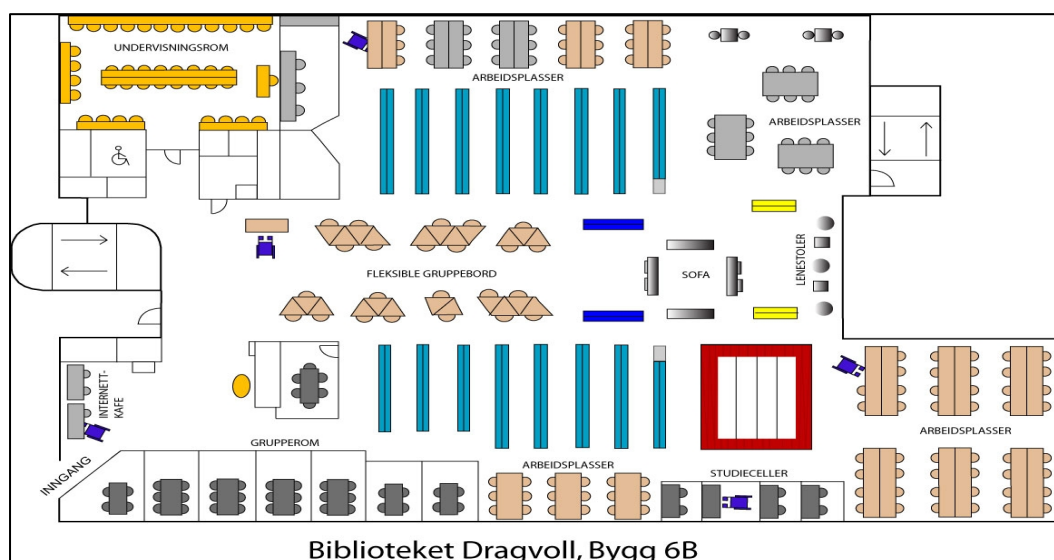 UNDERVISNINGSROM
ARBEIDSPLASSER
ARBEIDSPLASSER
FLEKSIBLE GRUPPEBORD
SOFA
LENESTOLER
INTERNETT-
KAFE
INNGANG
GRUPPEROM
ARBEIDSPLASSER
STUDIECELLER
ARBEIDSPLASSER
Biblioteket Dragvoll, Bygg 6B